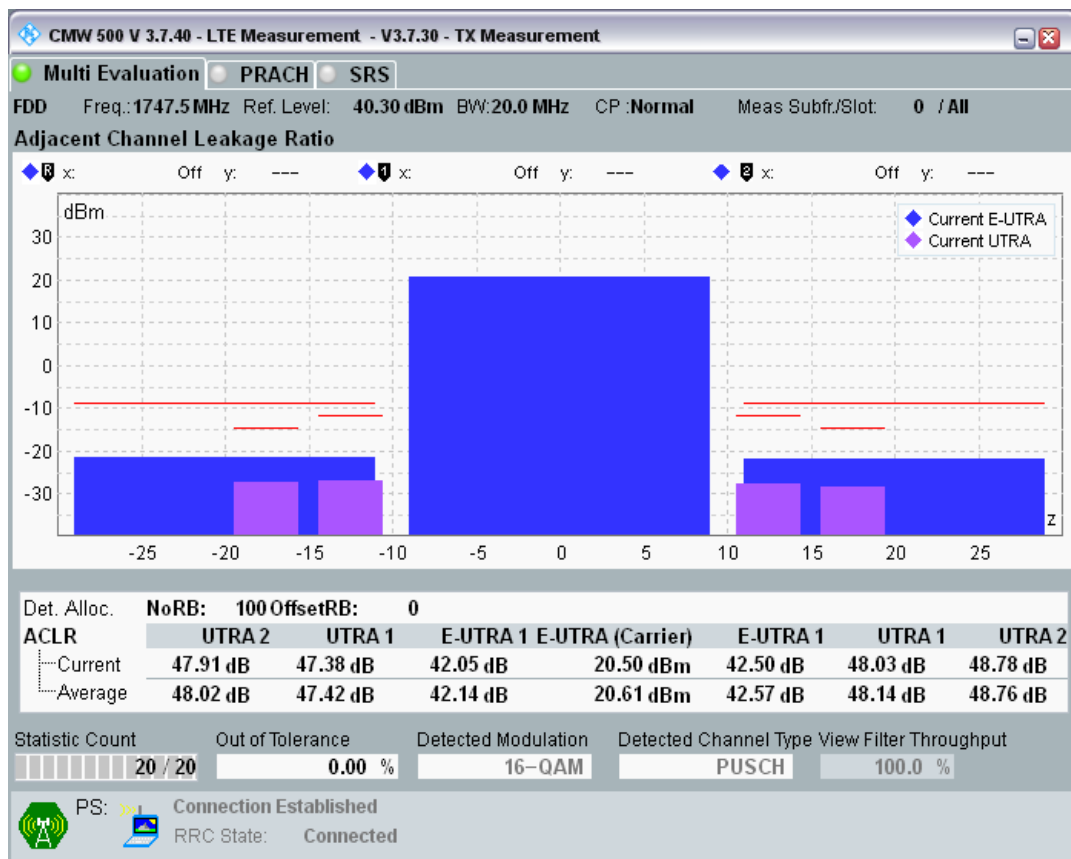 CMW 500 V 3.7.40 - LTE Measurement - V3.7.30 - TX Measurement
Multi Evaluation PRACH SRS
FDD Freq.:1747.5 MHz Ref. Level: 40.30 dBm BW:20.0 MHz CP :Normal Meas Subfr./Slot: 0 / All
Adjacent Channel Leakage Ratio
R x: Off y: --- 1 x: Off y: --- 2 x: Off y: ---
dBm
Current E-UTRA
Current UTRA
30
20
10
0
-10
-20
-30
z
-25 -20 -15 -10 -5 0 5 10 15 20 25
Det. Alloc. NoRB: 100 OffsetRB: 0
ACLR UTRA 2 UTRA 1 E-UTRA 1 E-UTRA (Carrier) E-UTRA 1 UTRA 1 UTRA 2
Current 47.91 dB 47.38 dB 42.05 dB 20.50 dBm 42.50 dB 48.03 dB 48.78 dB
Average 48.02 dB 47.42 dB 42.14 dB 20.61 dBm 42.57 dB 48.14 dB 48.76 dB
Statistic Count Out of Tolerance Detected Modulation Detected Channel Type View Filter Throughput
20 / 20 0.00 % 16-QAM PUSCH 100.0 %
PS: Connection Established
RRC State: Connected